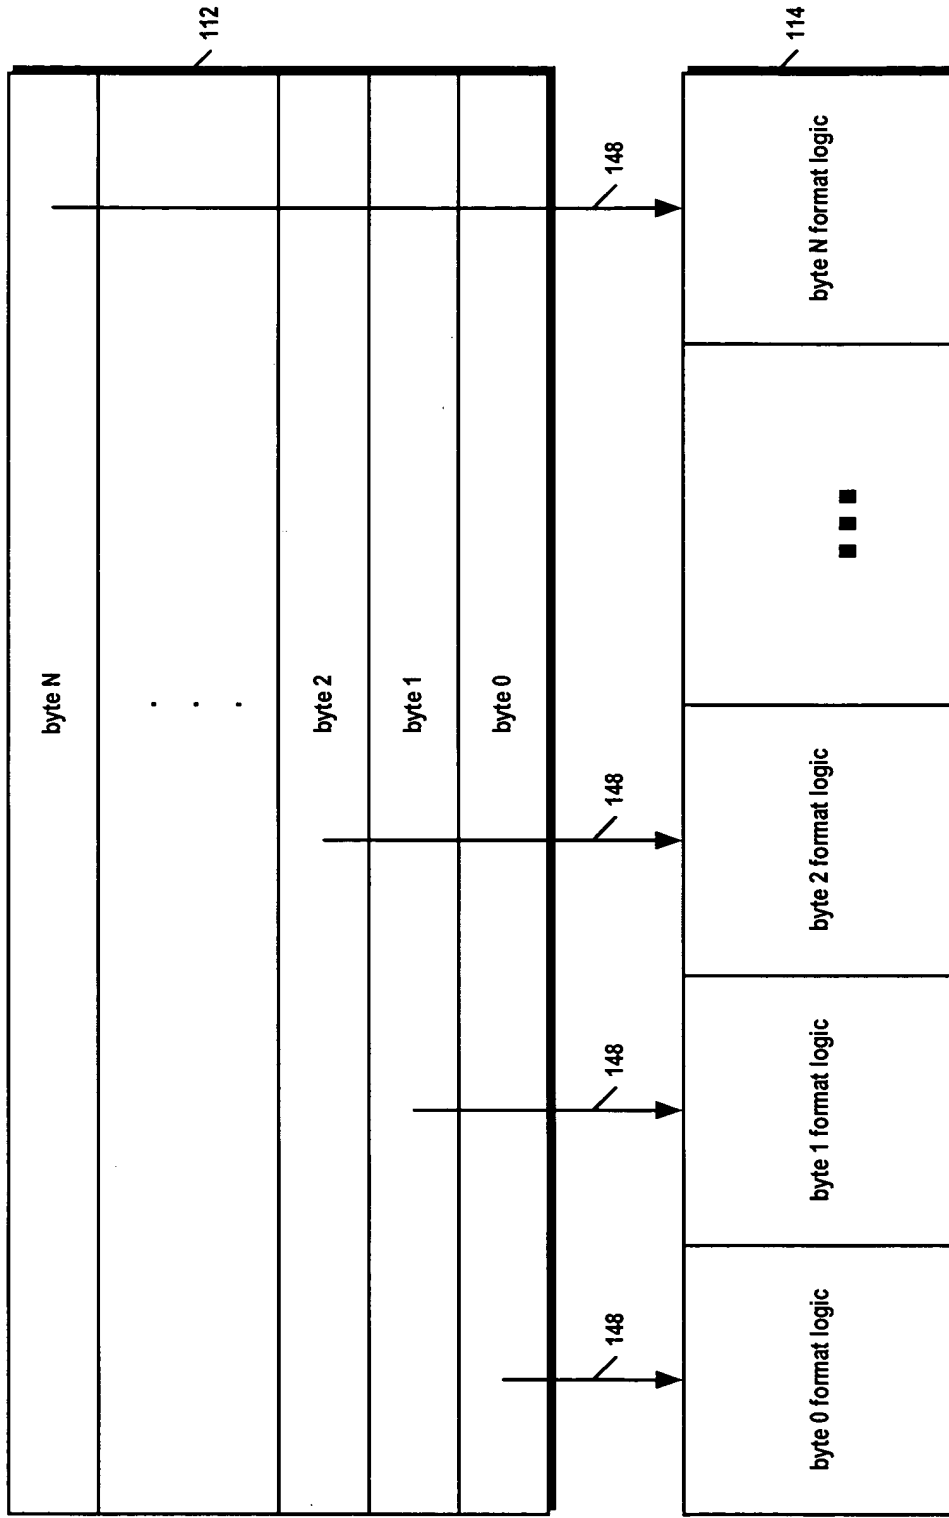 112
byte N
. . .
byte 2
byte 1
byte 0
148
148
148
148
114
byte 0 format logic
byte 1 format logic
byte 2 format logic
byte N format logic